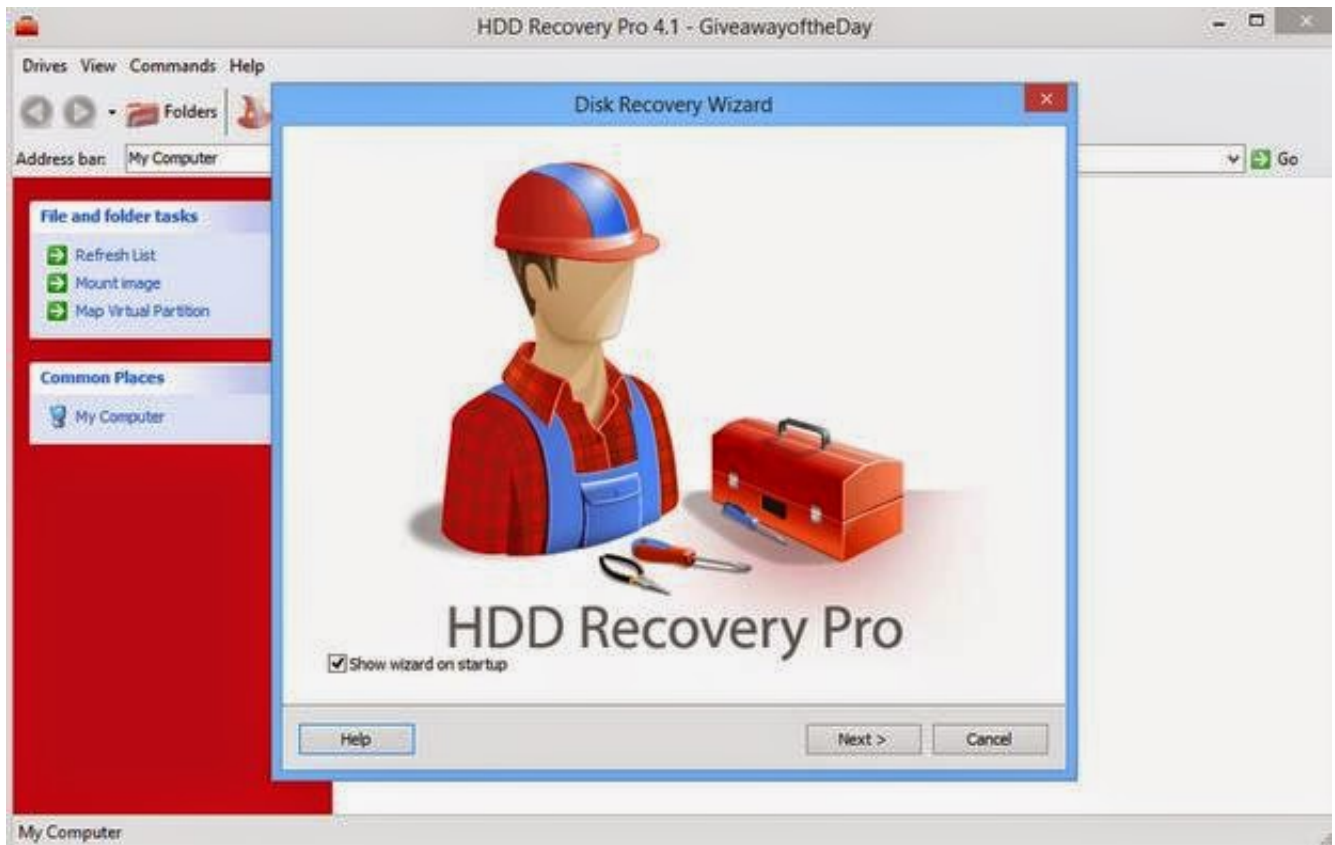 HDD Recovery Pro 4.1 - GiveawayoftheDay
Drives View Commands Help
Folders
Disk Recovery Wizard
Address bar: My Computer
Go
File and folder tasks
Refresh List
Mount image
Map Virtual Partition
Common Places
My Computer
HDD Recovery Pro
Show wizard on startup
Help Next > Cancel
My Computer